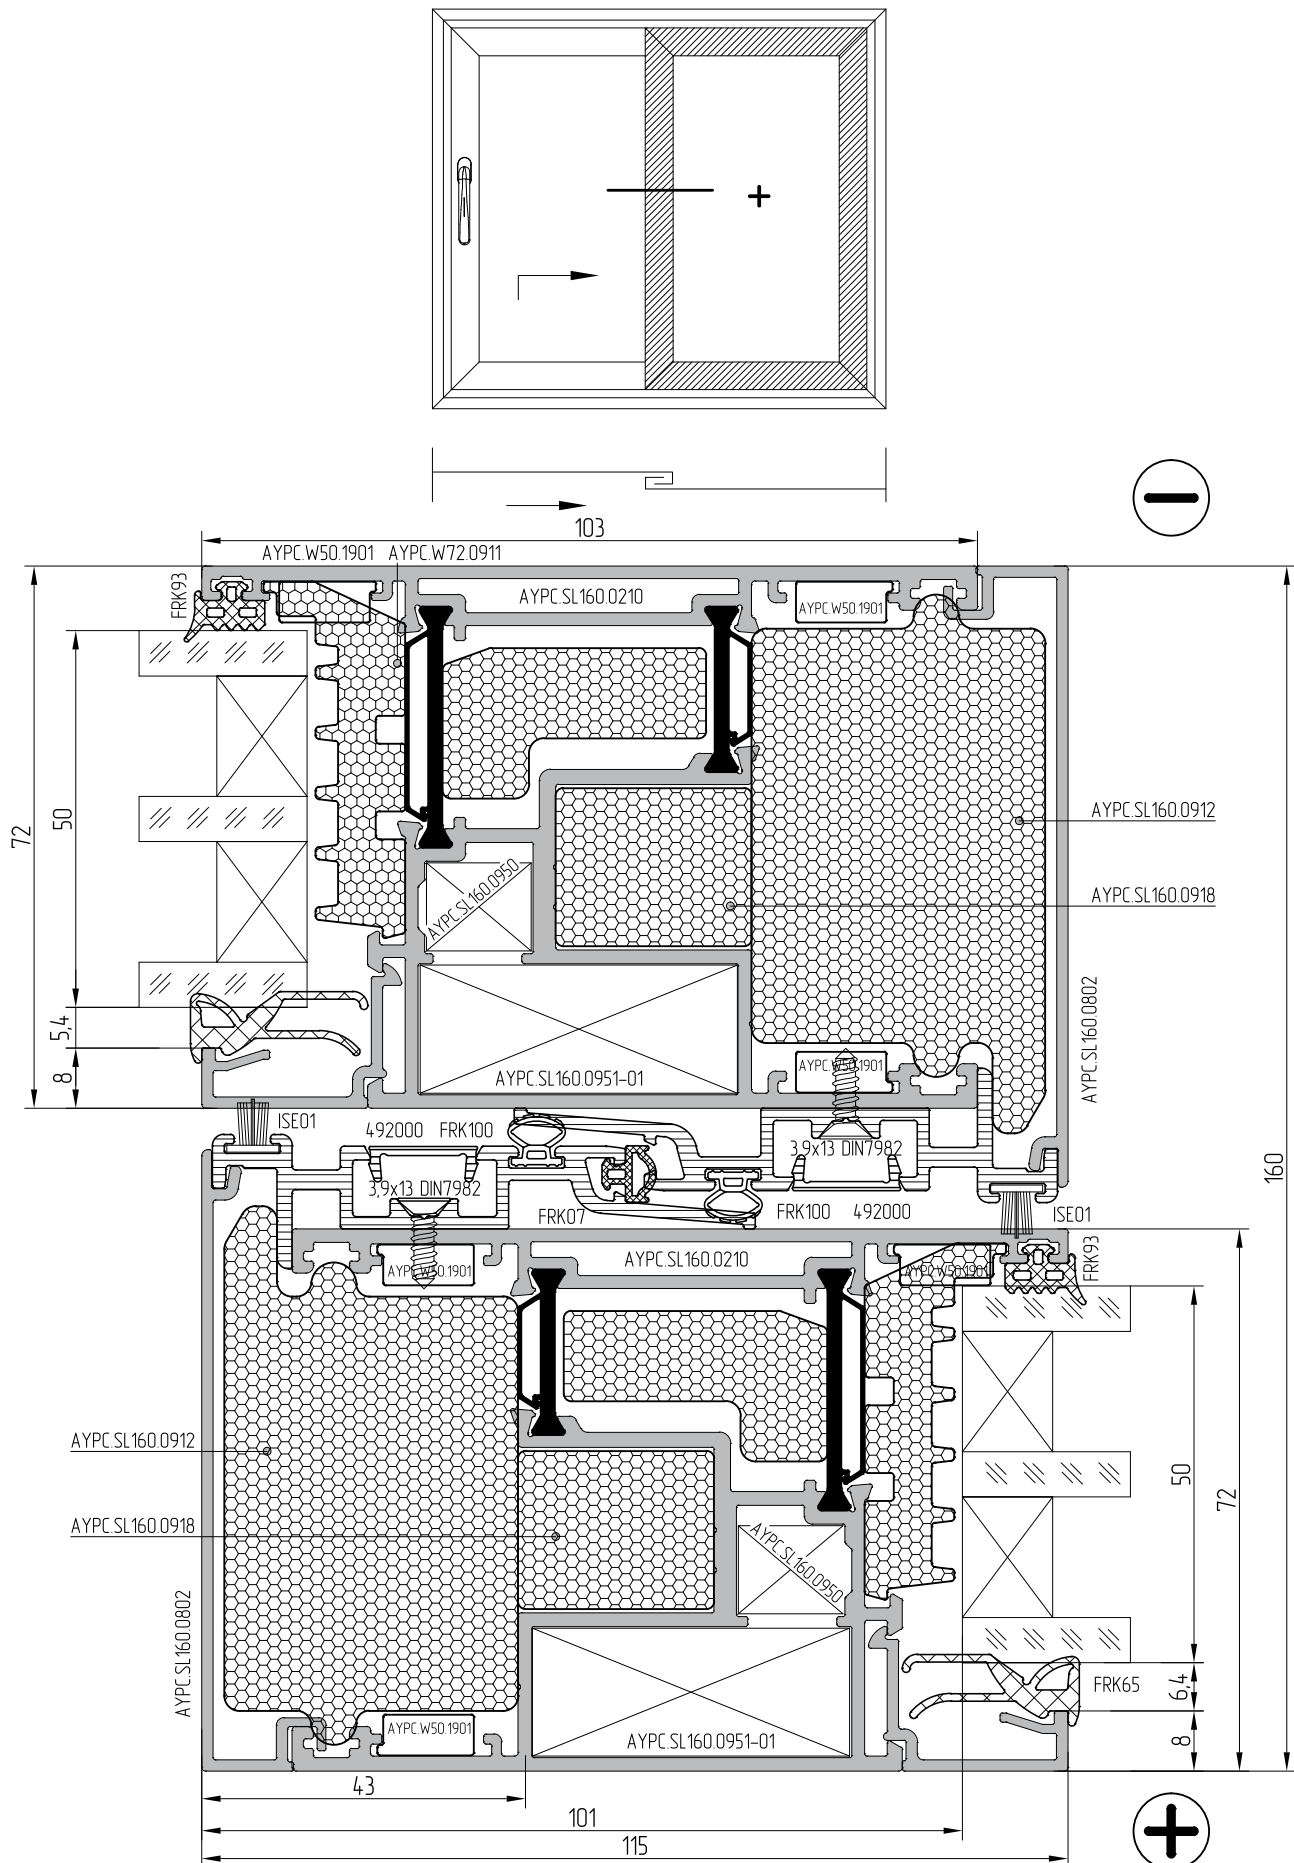 103
AYPC.W50.1901 AYPC.W72.0911
FRK93
AYPC.SL160.0210
AYPC.W50.1901
72
50
AYPC.SL160.0912
AYPC.SL160.0918
AYPC.SL160.0950
AYPC.SL160.0802
5,4
8
AYPC.SL160.0951-01
AYPC.W50.1901
ISE01
492000 FRK100
3,9x13 DIN7982
3,9x13 DIN7982
160
FRK07
FRK100 492000
ISE01
AYPC.W50.1901
AYPC.SL160.0210
AYPC.W50.1901
FRK93
AYPC.SL160.0912
50
72
AYPC.SL160.0918
AYPC.SL160.0950
AYPC.SL160.0802
FRK65
6,4
8
AYPC.W50.1901
AYPC.SL160.0951-01
43
101
115